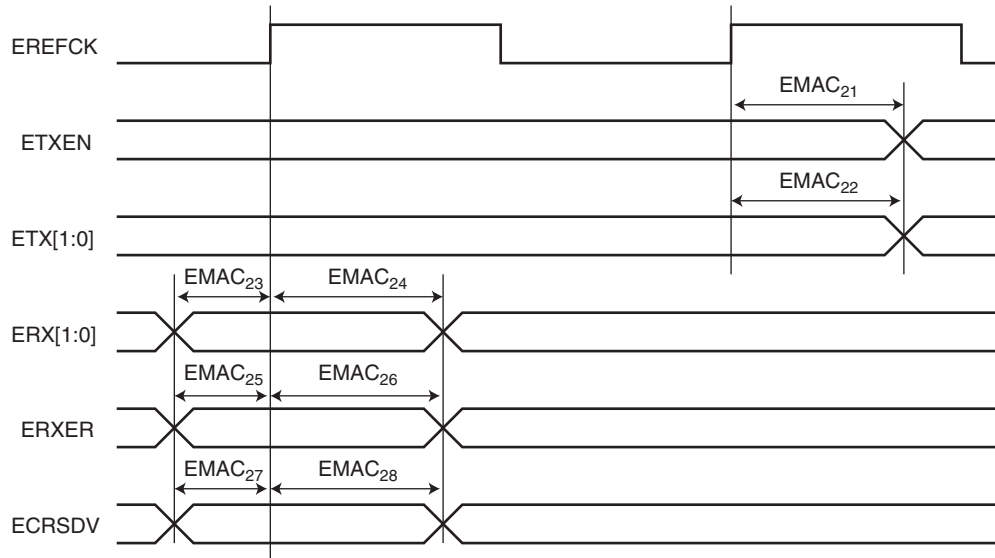 EREFCK
EMAC21
ETXEN
EMAC22
ETX[1:0]
EMAC23 EMAC24
ERX[1:0]
EMAC25 EMAC26
ERXER
EMAC27 EMAC28
ECRSDV